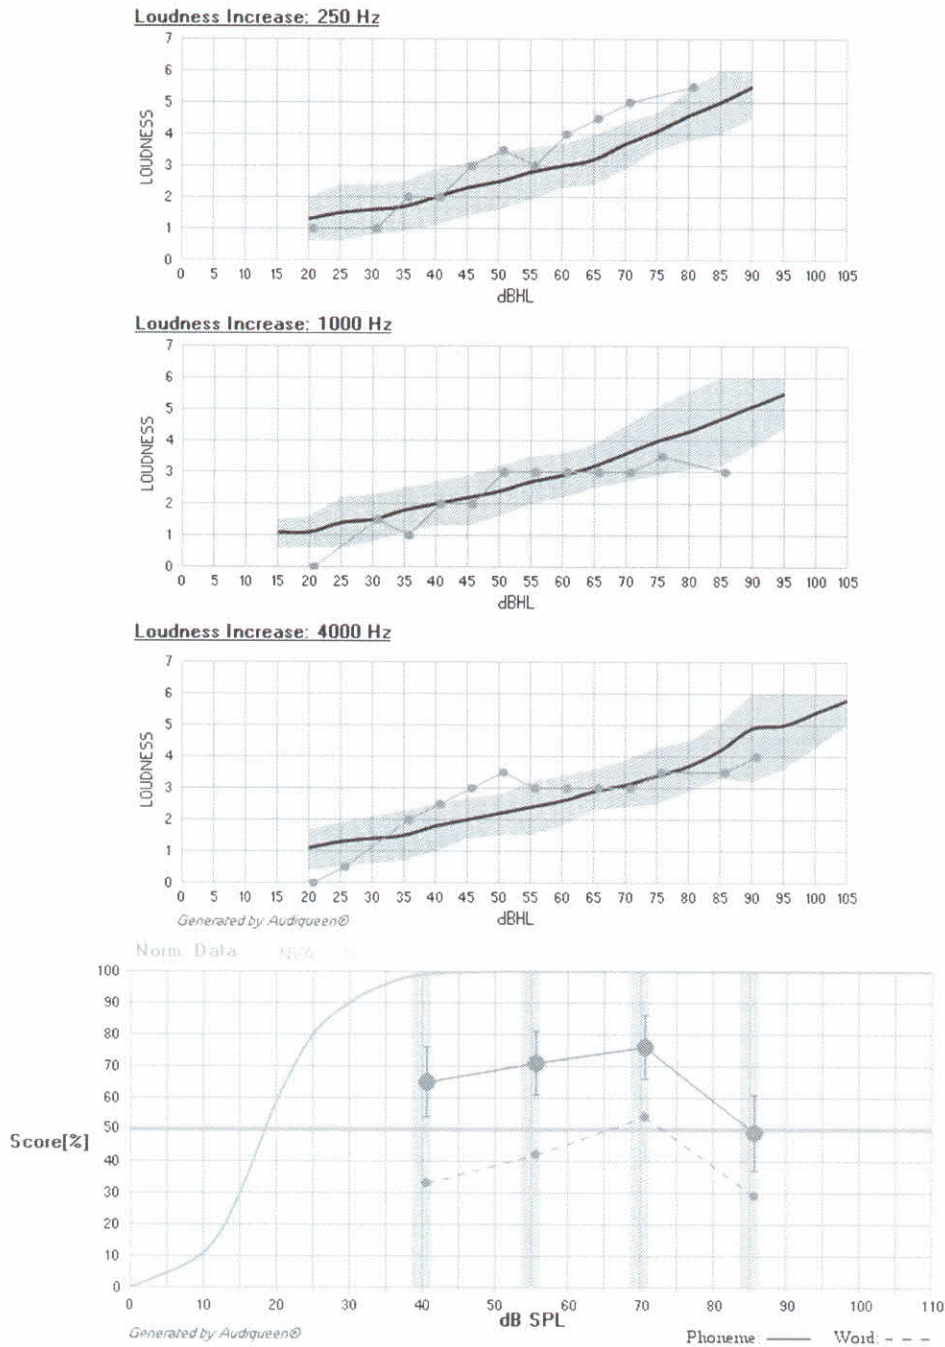 Loudness Increase: 250 Hz
7
6
5
4
3
2
1
0
LOUDNESS
0 5 10 15 20 25 30 35 40 45 50 55 60 65 70 75 80 85 90 95 100 105
dBHL
Loudness Increase: 1000 Hz
7
6
5
4
3
2
1
0
LOUDNESS
0 5 10 15 20 25 30 35 40 45 50 55 60 65 70 75 80 85 90 95 100 105
dBHL
Loudness Increase: 4000 Hz
7
6
5
4
3
2
1
0
LOUDNESS
0 5 10 15 20 25 30 35 40 45 50 55 60 65 70 75 80 85 90 95 100 105
Generated by Audiqueen®
dBHL
Norm. Data
100
90
80
70
60
50
40
30
20
10
0
Score[%]
0 10 20 30 40 50 60 70 80 90 100 110
dB SPL
Generated by Audiqueen®
Phoneme: Word: